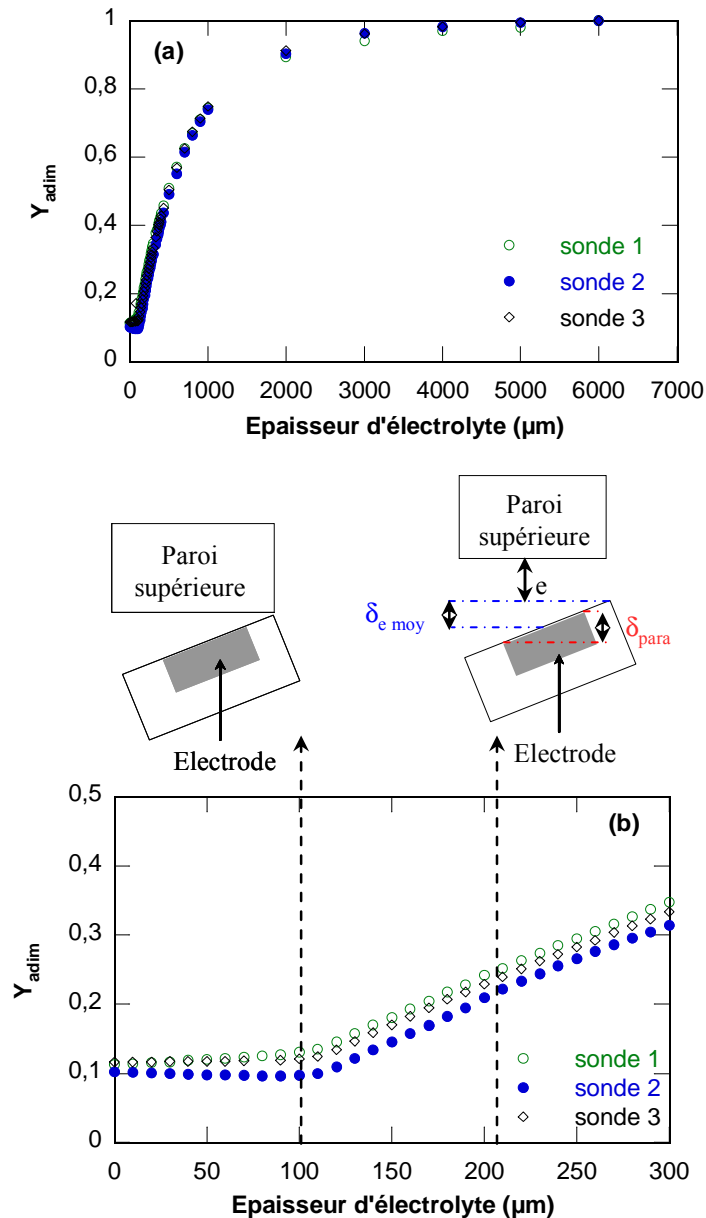 1
(a)
0,8
0,6
Y adim
0,4
sonde 1
sonde 2
0,2
sonde 3
0
0 1000 2000 3000 4000 5000 6000 7000
Epaisseur d'électrolyte (µm)
Paroi
supérieure
Electrode
Paroi
supérieure
e
δ e moy
δ para
Electrode
0,5
(b)
0,4
0,3
Y adim
0,2
0,1
sonde 1
sonde 2
sonde 3
0
0 50 100 150 200 250 300
Epaisseur d'électrolyte (µm)